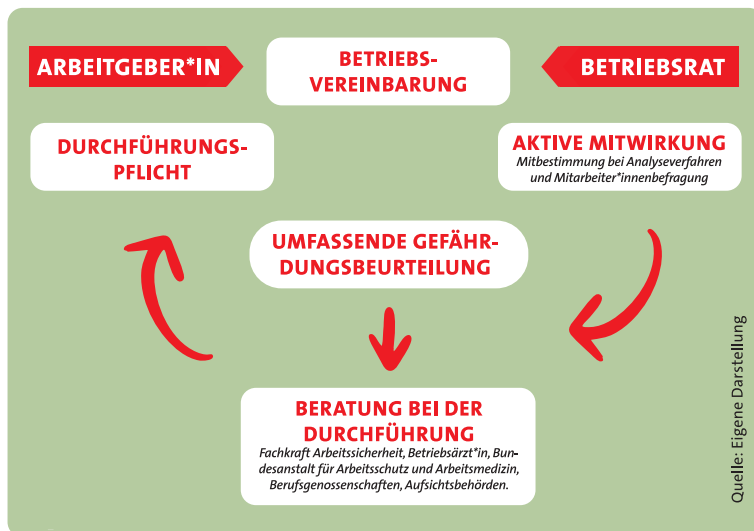 ARBEITGEBER*IN
BETRIEBS-
VEREINBARUNG
BETRIEBSRAT
DURCHFÜHRUNGS-
PFLICHT
AKTIVE MITWIRKUNG
Mitbestimmung bei Analyseverfahren
und Mitarbeiter*innenbefragung
UMFASSENDE GEFÄHR-
DUNGSBEURTEILUNG
BERATUNG BEI DER
DURCHFÜHRUNG
Fachkraft Arbeitssicherheit, Betriebsärzt*in, Bun-
desanstalt für Arbeitsschutz und Arbeitsmedizin,
Berufsgenossenschaften, Aufsichtsbehörden.
Quelle: Eigene Darstellung